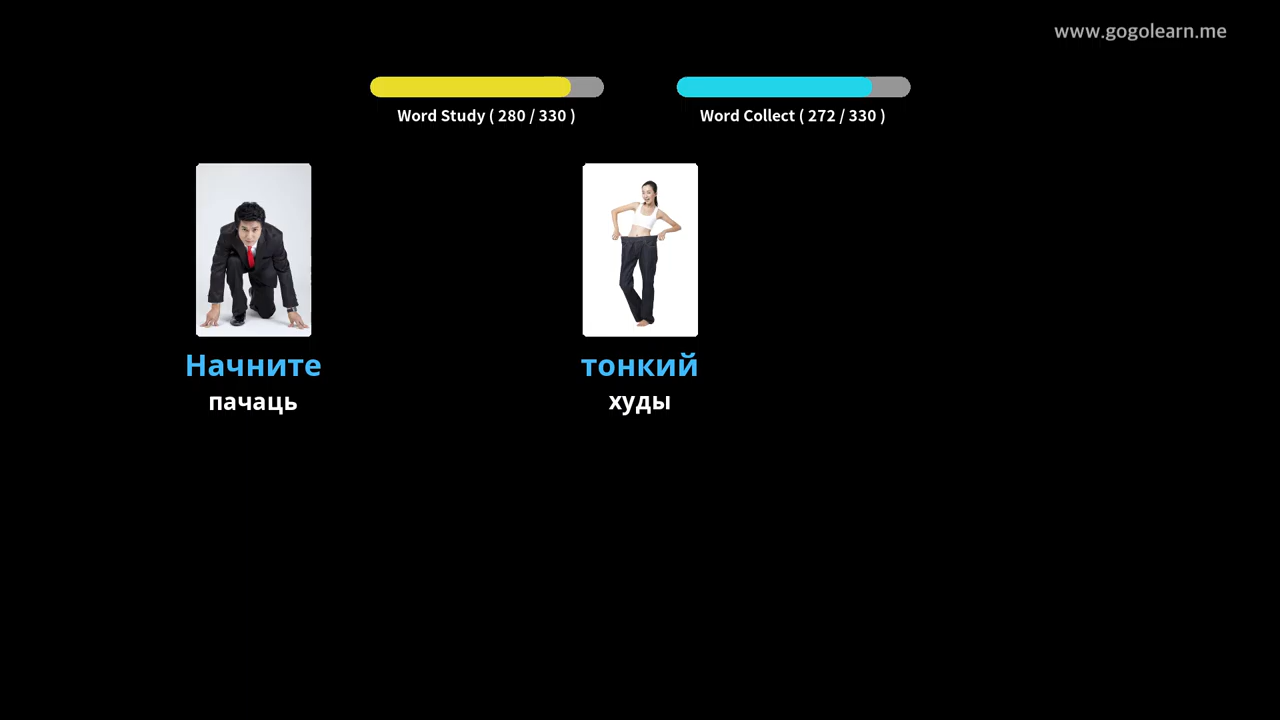 www.gogolearn.me
Word Study ( 280 / 330 )
Word Collect ( 272 / 330 )
Начните
пачаць
тонкий
худы